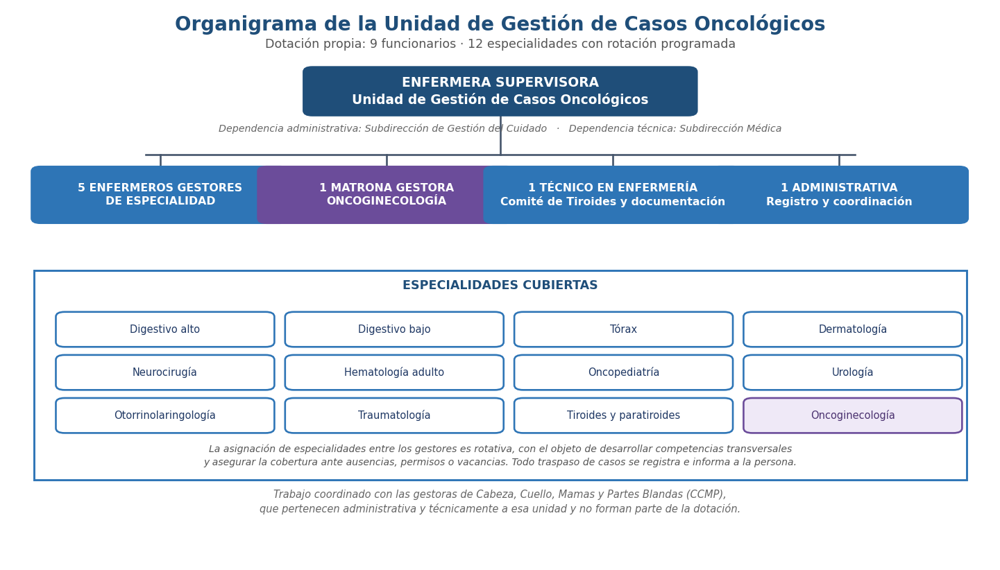 Organigrama de la Unidad de Gestión de Casos Oncológicos
Dotación propia: 9 funcionarios · 12 especialidades con rotación programada
ENFERMERA SUPERVISORA
Unidad de Gestión de Casos Oncológicos
Dependencia administrativa: Subdirección de Gestión del Cuidado · Dependencia técnica: Subdirección Médica
5 ENFERMEROS GESTORES
DE ESPECIALIDAD
1 MATRONA GESTORA
ONCOGINECOLOGÍA
1 TÉCNICO EN ENFERMERÍA
Comité de Tiroides y documentación
1 ADMINISTRATIVA
Registro y coordinación
ESPECIALIDADES CUBIERTAS
Digestivo alto
Digestivo bajo
Tórax
Dermatología
Neurocirugía
Hematología adulto
Oncopediatría
Urología
Otorrinolaringología
Traumatología
Tiroides y paratiroides
Oncoginecología
La asignación de especialidades entre los gestores es rotativa, con el objeto de desarrollar competencias transversales
y asegurar la cobertura ante ausencias, permisos o vacancias. Todo traspaso de casos se registra e informa a la persona.
Trabajo coordinado con las gestoras de Cabeza, Cuello, Mamas y Partes Blandas (CCMP),
que pertenecen administrativa y técnicamente a esa unidad y no forman parte de la dotación.